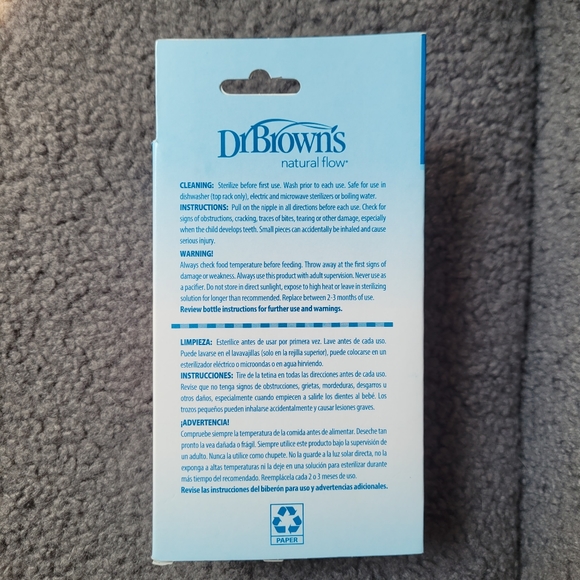 Dr Brown's
natural flow®
CLEANING: Sterilize before first use. Wash prior to each use. Safe for use in
dishwasher (top rack only), electric and microwave sterilizers or boiling water.
INSTRUCTIONS: Pull on the nipple in all directions before each use. Check for
signs of obstructions, cracking, traces of bites, tearing or other damage, especially
when the child develops teeth. Small pieces can accidentally be inhaled and cause
serious injury.
WARNING!
Always check food temperature before feeding. Throw away at the first signs of
damage or weakness. Always use this product with adult supervision. Never use as
a pacifier. Do not store in direct sunlight, expose to high heat or leave in sterilizing
solution for longer than recommended. Replace between 2-3 months of use.
Review bottle instructions for further use and warnings.
LIMPIEZA: Esterilice antes de usar por primera vez. Lave antes de cada uso.
Puede lavarse en el lavavajillas (solo en la rejilla superior), puede colocarse en un
esterilizador eléctrico o microondas o en agua hirviendo.
INSTRUCCIONES: Tire de la tetina en todas las direcciones antes de cada uso.
Revise que no tenga signos de obstrucciones, grietas, mordeduras, desgarros u
otros daños, especialmente cuando empiecen a salirle los dientes al bebé. Los
trozos pequeños pueden inhalarse accidentalmente y causar lesiones graves.
¡ADVERTENCIA!
Compruebe siempre la temperatura de la comida antes de alimentar. Deseche tan
pronto la vea dañada o frágil. Siempre utilice este producto bajo la supervisión de
un adulto. Nunca la utilice como chupete. No la guarde a la luz solar directa, no la
exponga a altas temperaturas ni la deje en una solución para esterilizar durante
más tiempo del recomendado. Reemplácela cada 2 o 3 meses de uso.
Revise las instrucciones del biberón para uso y advertencias adicionales.
PAPER